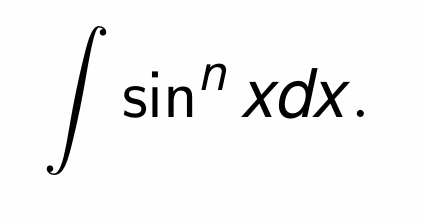 ∫ sinⁿ xdx.